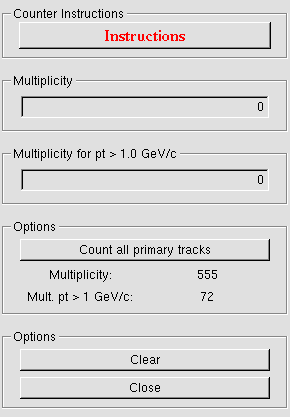 Counter Instructions
Instructions
Multiplicity
0
Multiplicity for pt > 1.0 GeV/c
0
Options
Count all primary tracks
Multiplicity: 555
Mult. pt > 1 GeV/c: 72
Options
Clear
Close